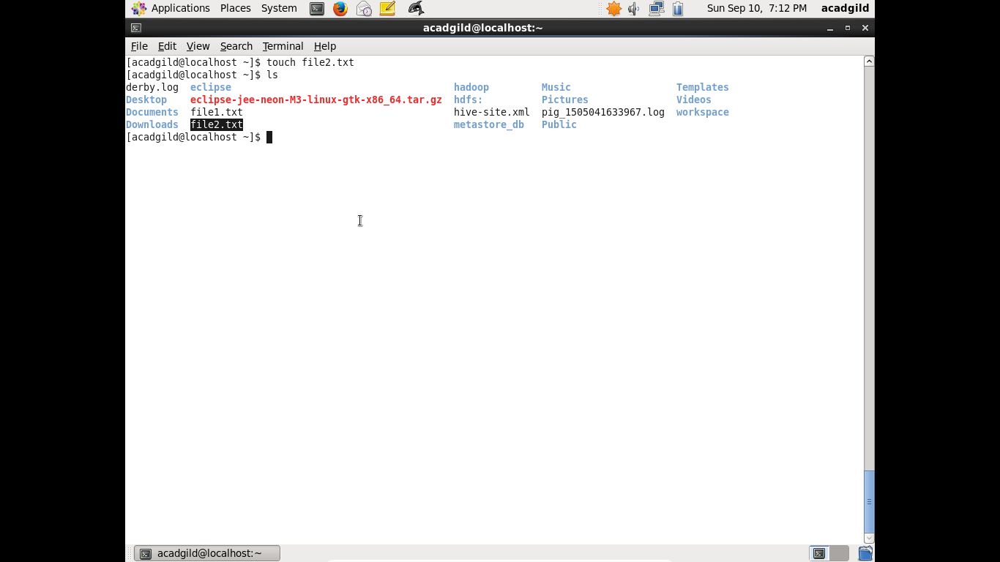 Applications Places System Sun Sep 10, 7:12 PM acadgild
acadgild@localhost:~
File Edit View Search Terminal Help
[acadgild@localhost ~]$ touch file2.txt
[acadgild@localhost ~]$ ls
derby.log eclipse hadoop Music Templates
Desktop eclipse-jee-neon-M3-linux-gtk-x86_64.tar.gz hdfs: Pictures Videos
Documents file1.txt hive-site.xml pig_1505041633967.log workspace
Downloads file2.txt metastore_db Public
[acadgild@localhost ~]$
acadgild@localhost:~